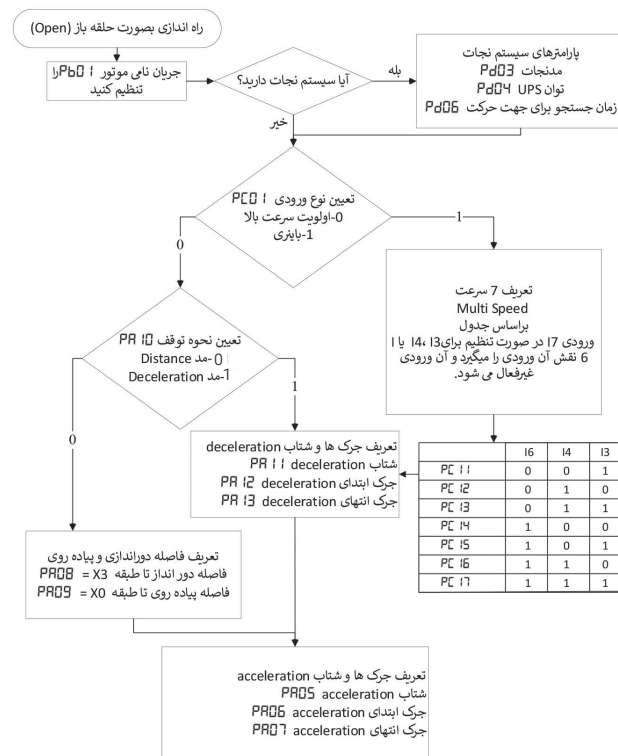 راه اندازی بصورت حلقه باز (Open)
جریان نامی موتور Pb01 را
تنظیم کنید
آیا سیستم نجات دارید؟
بله
خیر
پارامترهای سیستم نجات
مدنجات Pd03
توان UPS Pd04
زمان جستجو برای جهت حرکت Pd06
تعیین نوع ورودی PC01
0-اولویت سرعت بالا
1-باینری
0
1
تعیین نحوه توقف PA10
0-مد Distance
1-مد Deceleration
1
0
تعریف 7 سرعت
Multi Speed
براساس جدول
ورودی I7 در صورت تنظیم برای I4، I3 یا I
6 نقش آن ورودی را میگیرد و آن ورودی
غیرفعال می شود.
تعریف جرک ها و شتاب deceleration
شتاب deceleration PA11
جرک ابتدای deceleration PA12
جرک انتهای deceleration PA13
I6 I4 I3
PC11 0 0 1
PC12 0 1 0
PC13 0 1 1
PC14 1 0 0
PC15 1 0 1
PC16 1 1 0
PC17 1 1 1
تعریف فاصله دوراندازی و پیاده روی
فاصله دور انداز تا طبقه PA08 = X3
فاصله پیاده روی تا طبقه PA09 = X0
تعریف جرک ها و شتاب acceleration
شتاب acceleration PA05
جرک ابتدای acceleration PA06
جرک انتهای acceleration PA07